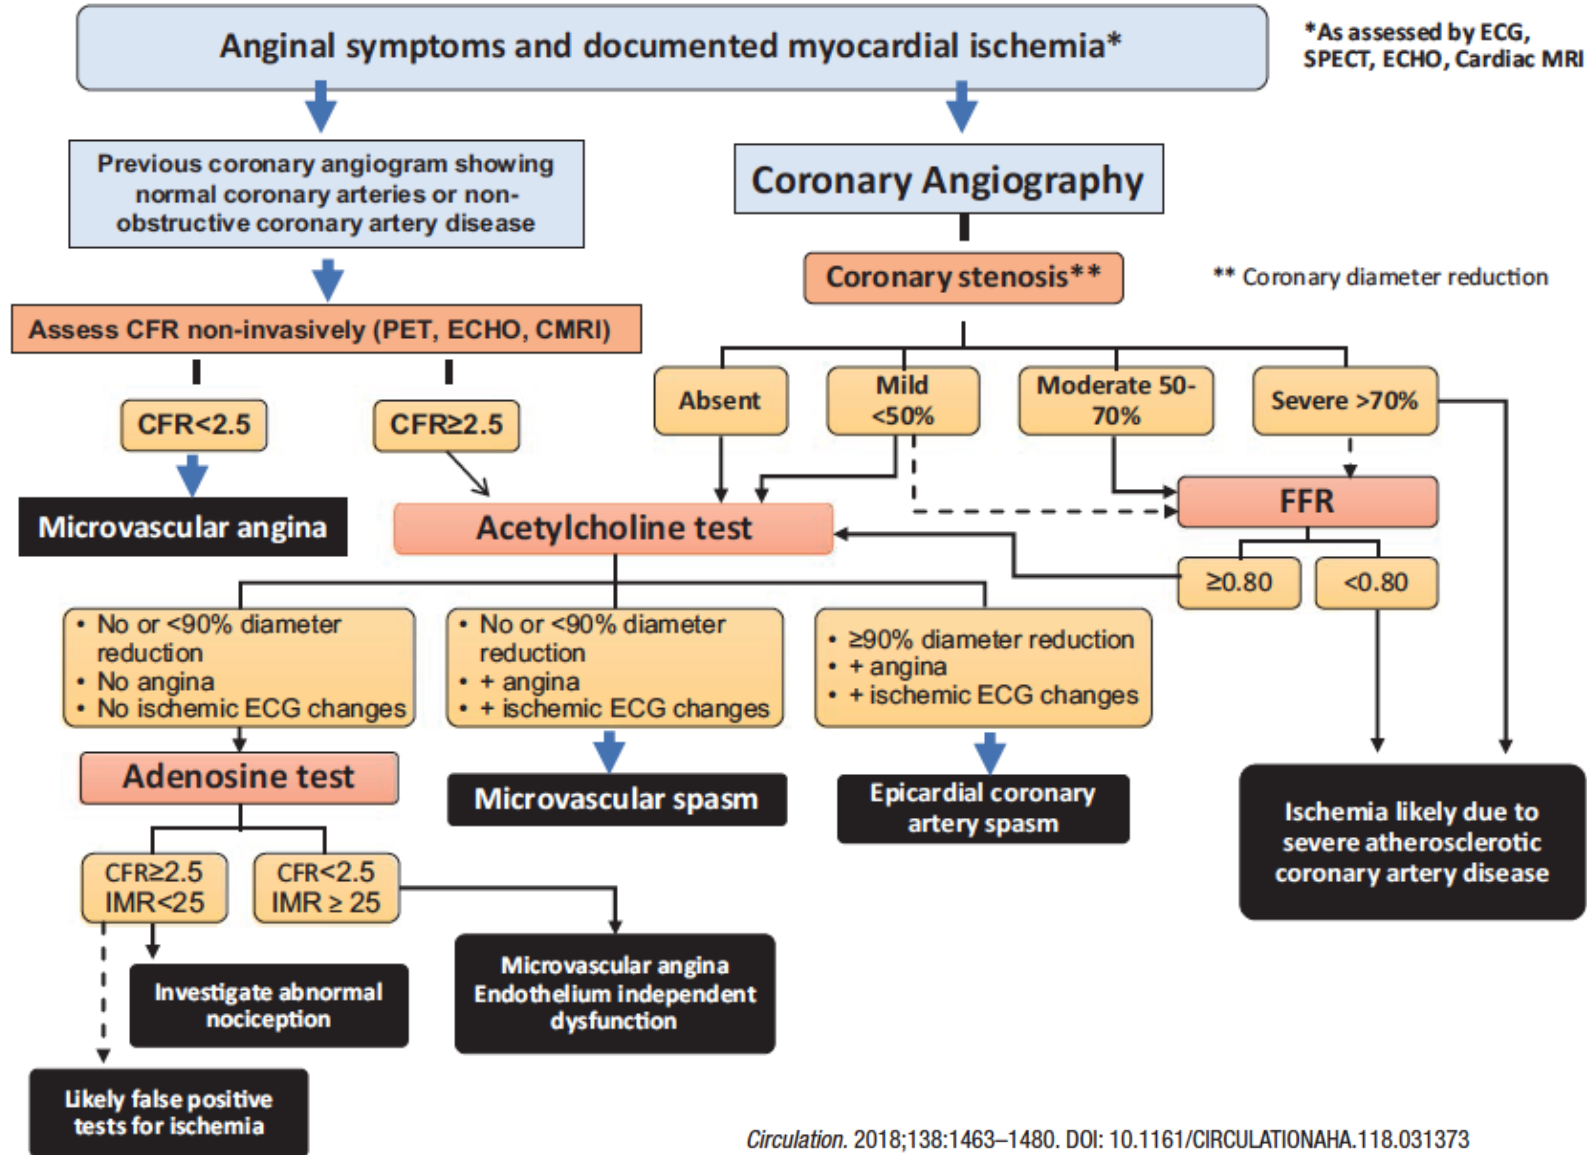 Anginal symptoms and documented myocardial ischemia*
*As assessed by ECG,
SPECT, ECHO, Cardiac MRI
Previous coronary angiogram showing
normal coronary arteries or non-
obstructive coronary artery disease
Coronary Angiography
Coronary stenosis**
** Coronary diameter reduction
Assess CFR non-invasively (PET, ECHO, CMRI)
CFR<2.5
CFR≥2.5
Absent
Mild
<50%
Moderate 50-
70%
Severe >70%
Microvascular angina
Acetylcholine test
FFR
≥0.80
<0.80
• No or <90% diameter
reduction
• No angina
• No ischemic ECG changes
• No or <90% diameter
reduction
• + angina
• + ischemic ECG changes
• ≥90% diameter reduction
• + angina
• + ischemic ECG changes
Adenosine test
Microvascular spasm
Epicardial coronary
artery spasm
Ischemia likely due to
severe atherosclerotic
coronary artery disease
CFR≥2.5
IMR<25
CFR<2.5
IMR ≥ 25
Investigate abnormal
nociception
Microvascular angina
Endothelium independent
dysfunction
Likely false positive
tests for ischemia
Circulation. 2018;138:1463–1480. DOI: 10.1161/CIRCULATIONAHA.118.031373